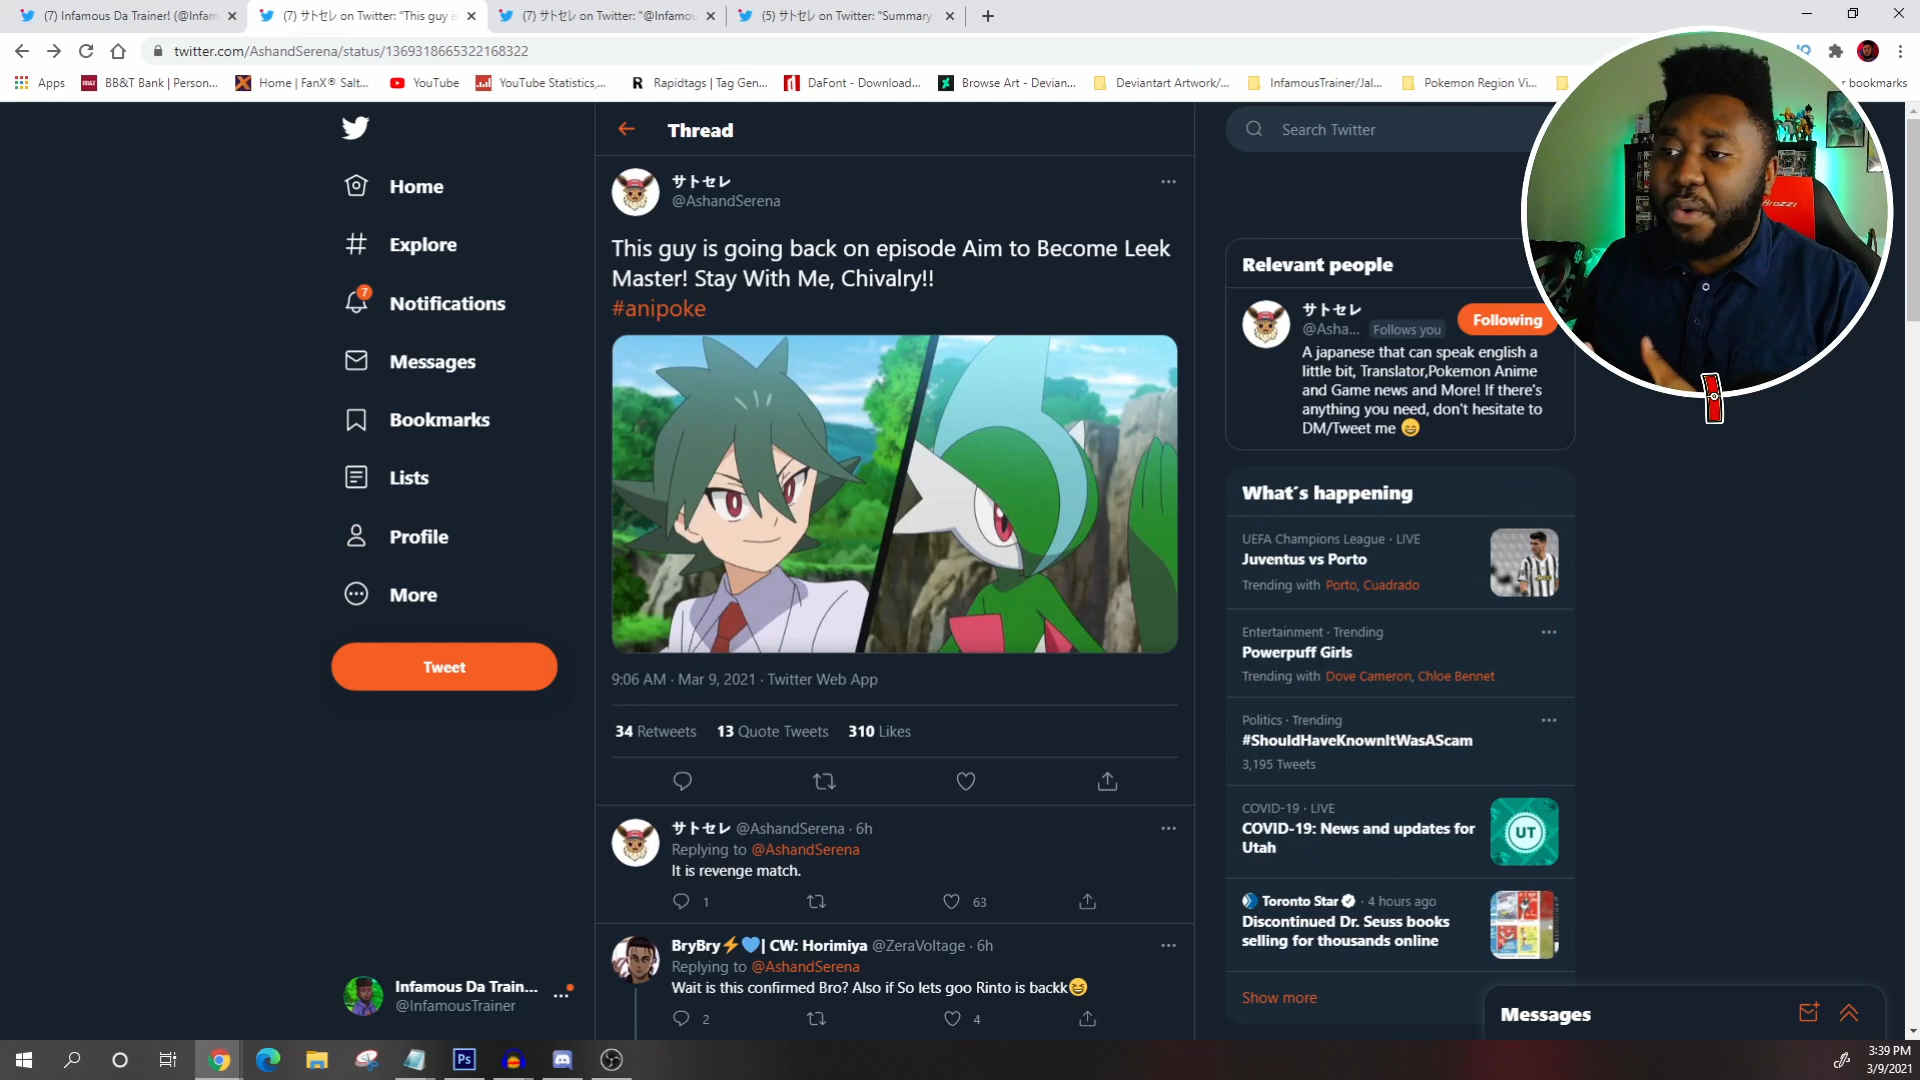 (7) Infamous Da Trainer! (@Infam
(7) サトセレ on Twitter: "This guy is
(7) サトセレ on Twitter: "@Infamou
(5) サトセレ on Twitter: "Summary
twitter.com/AshandSerena/status/1369318665322168322
Apps
BB&T Bank | Person...
Home | FanX® Salt...
YouTube
YouTube Statistics,...
Rapidtags | Tag Gen...
DaFont - Download...
Browse Art - Devian...
Deviantart Artwork/...
InfamousTrainer/Jal...
Pokemon Region Vi...
r bookmarks
Home
Explore
7
Notifications
Messages
Bookmarks
Lists
Profile
More
Tweet
Infamous Da Train...
@InfamousTrainer
Thread
サトセレ
@AshandSerena
This guy is going back on episode Aim to Become Leek
Master! Stay With Me, Chivalry!!
#anipoke
9:06 AM · Mar 9, 2021 · Twitter Web App
34 Retweets 13 Quote Tweets 310 Likes
サトセレ @AshandSerena · 6h
Replying to @AshandSerena
It is revenge match.
1
63
BryBry⚡💙| CW: Horimiya @ZeraVoltage · 6h
Replying to @AshandSerena
Wait is this confirmed Bro? Also if So lets goo Rinto is backk😆
2
4
Search Twitter
Relevant people
サトセレ
@Asha... Follows you
Following
A japanese that can speak english a
little bit, Translator,Pokemon Anime
and Game news and More! If there's
anything you need, don't hesitate to
DM/Tweet me 😄
What's happening
UEFA Champions League · LIVE
Juventus vs Porto
Trending with Porto, Cuadrado
Entertainment · Trending
Powerpuff Girls
Trending with Dove Cameron, Chloe Bennet
Politics · Trending
#ShouldHaveKnownItWasAScam
3,195 Tweets
COVID-19 · LIVE
COVID-19: News and updates for
Utah
UT
Toronto Star · 4 hours ago
Discontinued Dr. Seuss books
selling for thousands online
Show more
Messages
Arozzi
Ps
3:39 PM
3/9/2021